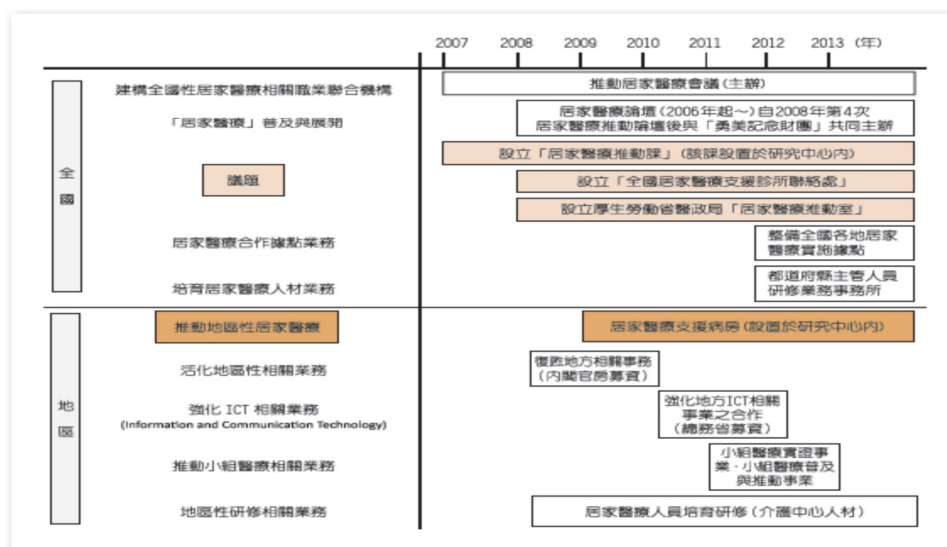 2007 2008 2009 2010 2011 2012 2013 (年)
全國
建構全國性居家醫療相關職業聯合機構
推動居家醫療會議(主辦)
「居家醫療」普及與展開
居家醫療論壇(2006年起~)自2008年第4次
居家醫療推動論壇後與「勇美記念財團」共同主辦
設立「居家醫療推動課」(該課設置於研究中心內)
議題
設立「全國居家醫療支援診所聯絡處」
設立厚生勞働省醫政局「居家醫療推動室」
居家醫療合作據點業務
整備全國各地居家
醫療實施據點
培育居家醫療人材業務
都道府縣主管人員
研修業務事務所
地區
推動地區性居家醫療
居家醫療支援病房(設置於研究中心內)
活化地區性相關業務
復甦地方相關事務
(內閣官房募資)
強化 ICT 相關業務
(Information and Communication Technology)
強化地方ICT相關
事業之合作
(總務省募資)
推動小組醫療相關業務
小組醫療實證事
業・小組醫療普及
與推動事業
地區性研修相關業務
居家醫療人員培育研修(介護中心人材)